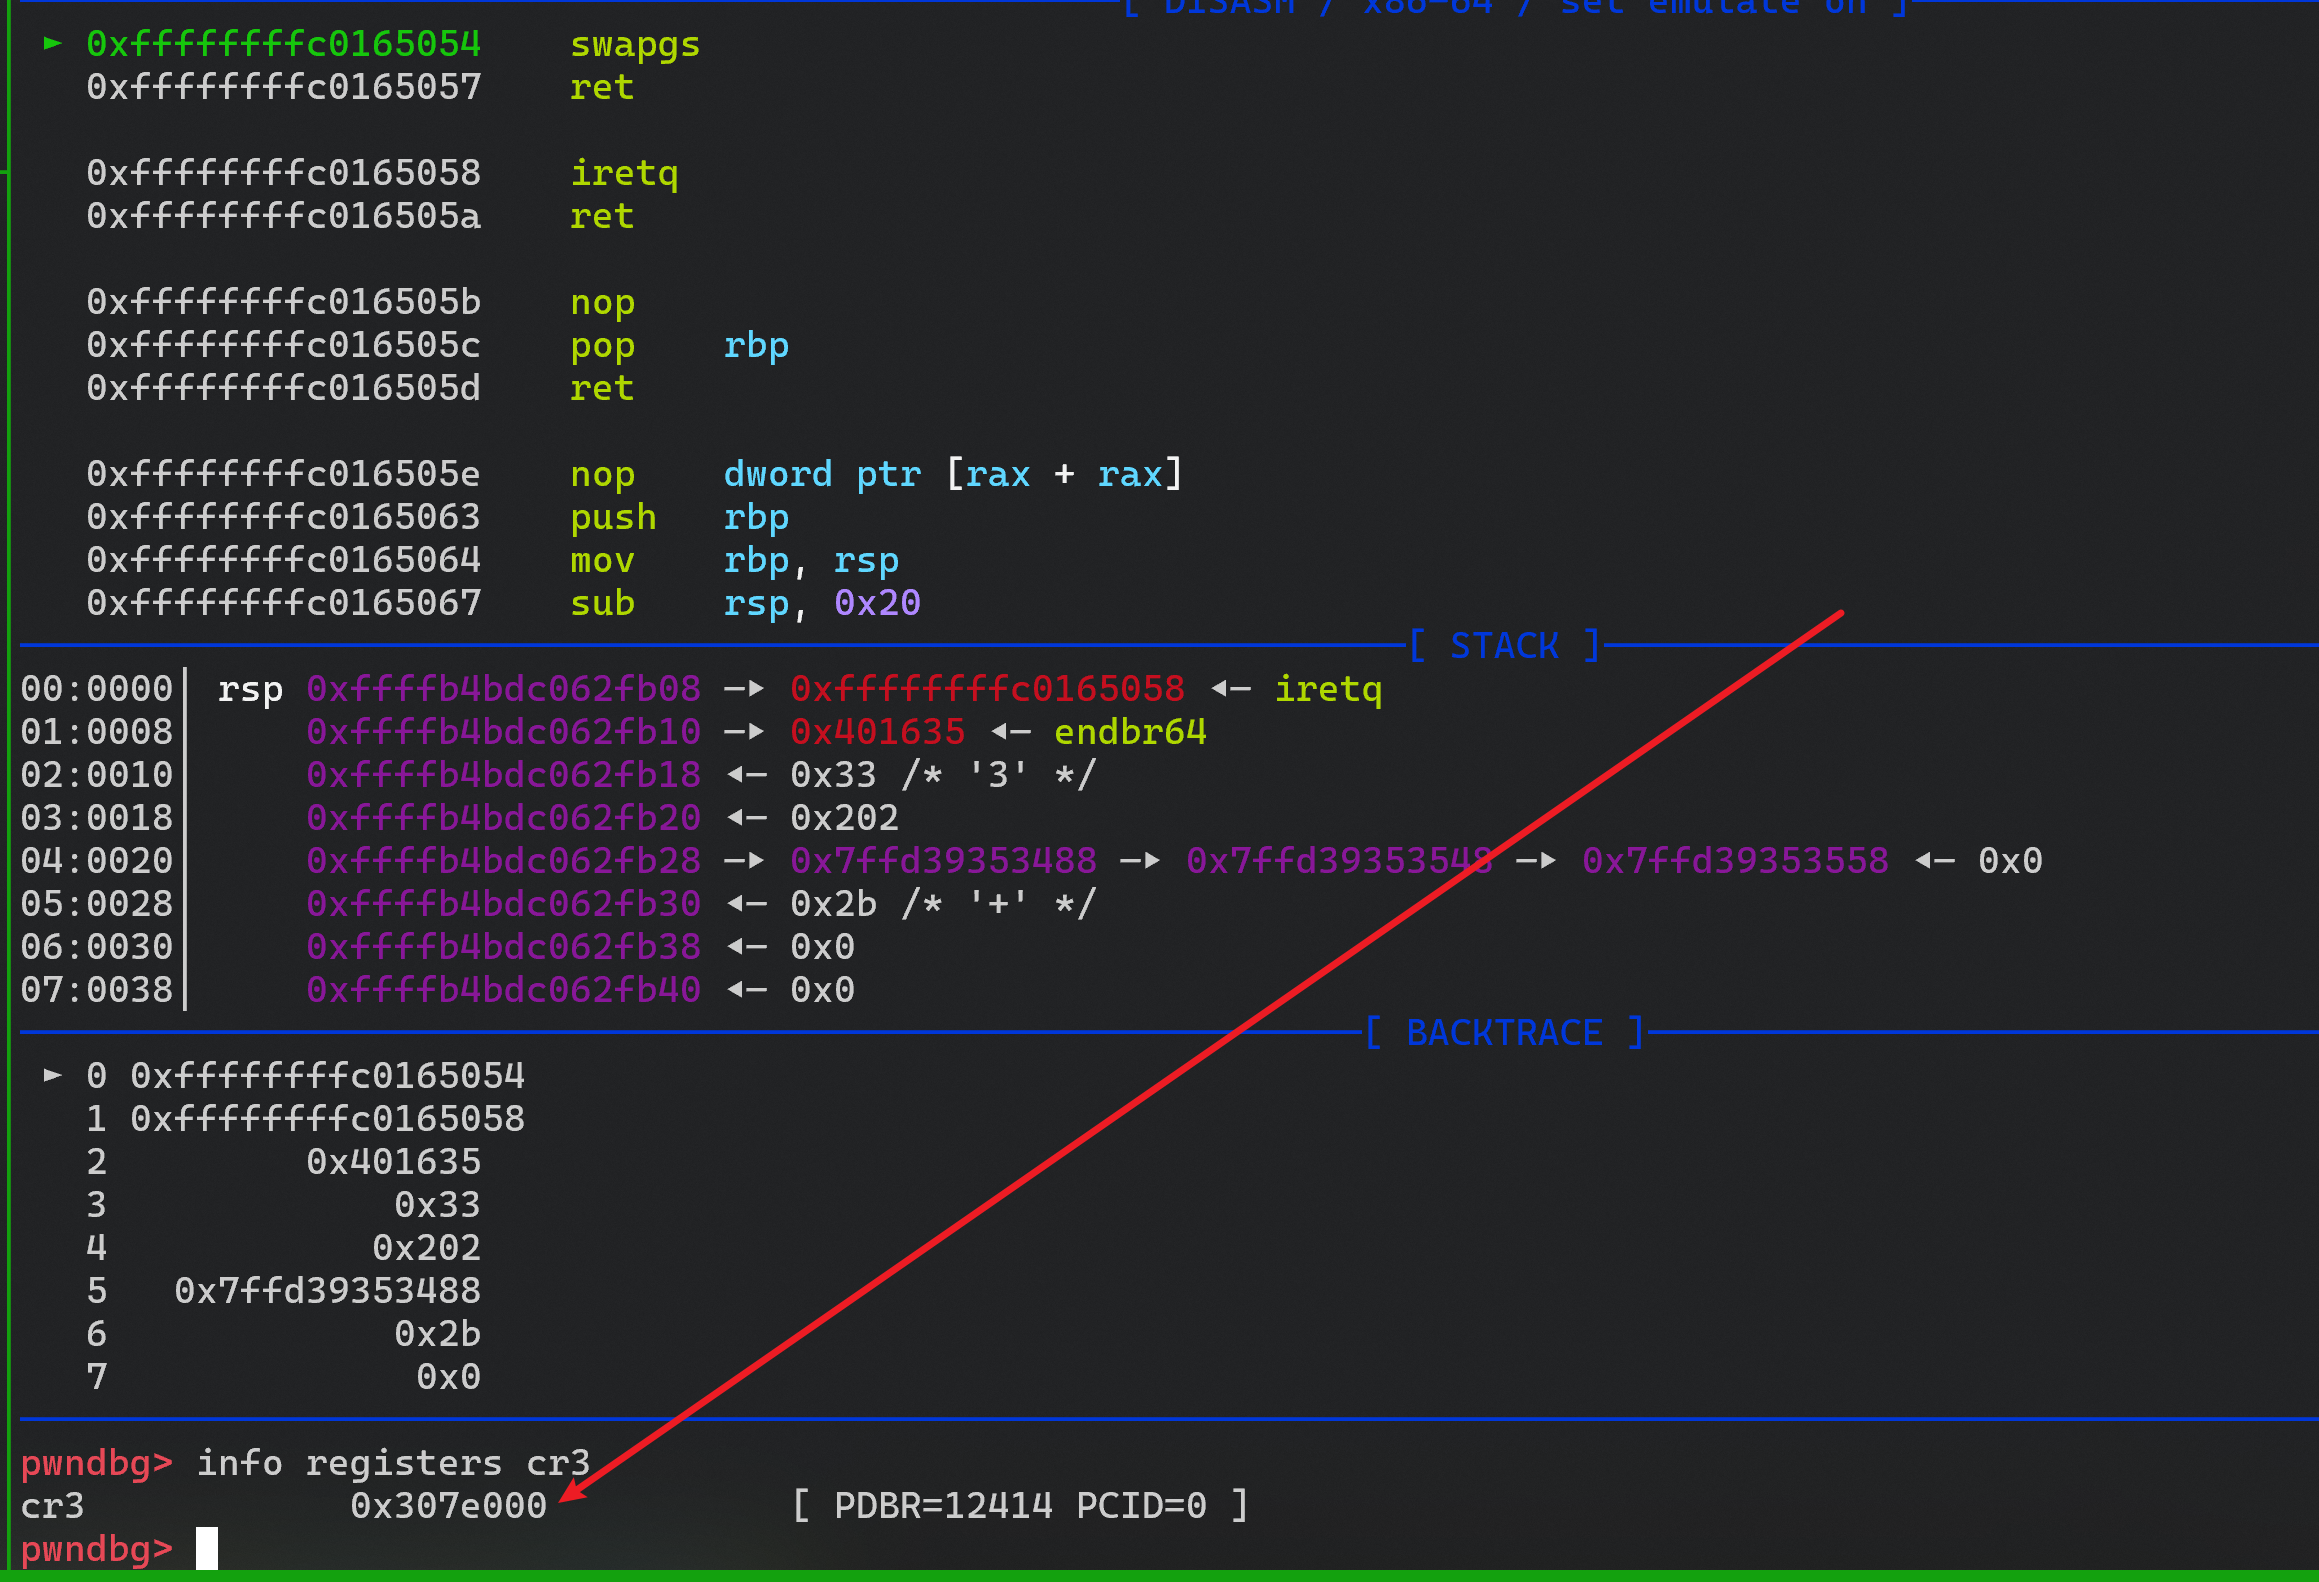 [ DISASM / x86-64 / set emulate on ]
► 0xffffffffc0165054    swapgs
0xffffffffc0165057    ret
0xffffffffc0165058    iretq
0xffffffffc016505a    ret
0xffffffffc016505b    nop
0xffffffffc016505c    pop    rbp
0xffffffffc016505d    ret
0xffffffffc016505e    nop    dword ptr [rax + rax]
0xffffffffc0165063    push   rbp
0xffffffffc0165064    mov    rbp, rsp
0xffffffffc0165067    sub    rsp, 0x20
[ STACK ]
00:0000│ rsp 0xffffb4bdc062fb08 —▸ 0xffffffffc0165058 ◂— iretq
01:0008│     0xffffb4bdc062fb10 —▸ 0x401635 ◂— endbr64
02:0010│     0xffffb4bdc062fb18 ◂— 0x33 /* '3' */
03:0018│     0xffffb4bdc062fb20 ◂— 0x202
04:0020│     0xffffb4bdc062fb28 —▸ 0x7ffd39353488 —▸ 0x7ffd39353548 —▸ 0x7ffd39353558 ◂— 0x0
05:0028│     0xffffb4bdc062fb30 ◂— 0x2b /* '+' */
06:0030│     0xffffb4bdc062fb38 ◂— 0x0
07:0038│     0xffffb4bdc062fb40 ◂— 0x0
[ BACKTRACE ]
► 0 0xffffffffc0165054
1 0xffffffffc0165058
2 0x401635
3 0x33
4 0x202
5 0x7ffd39353488
6 0x2b
7 0x0
pwndbg> info registers cr3
cr3            0x307e000           [ PDBR=12414 PCID=0 ]
pwndbg>